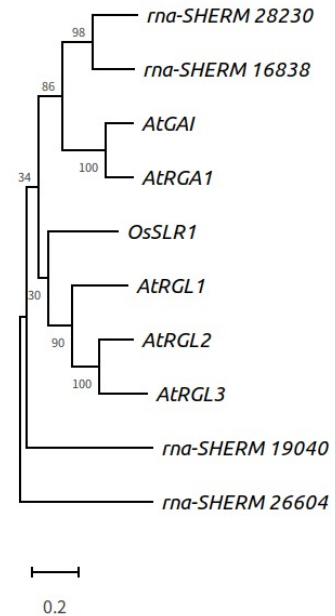 rna-SHERM 28230
98
rna-SHERM 16838
86
AtGAI
100
AtRGA1
34
OsSLR1
30
AtRGL1
90
AtRGL2
100
AtRGL3
rna-SHERM 19040
rna-SHERM 26604
0.2